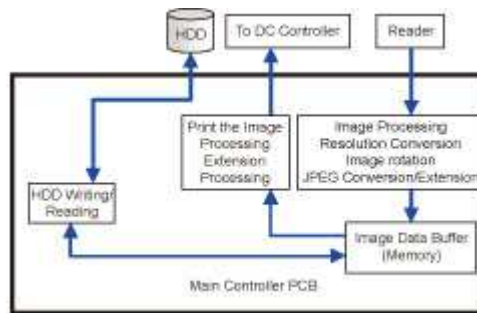 HDD
To DC Controller
Reader
Print the Image
Processing
Extension
Processing
Image Processing
Resolution Conversion
Image rotation
JPEG Conversion/Extension
HDD Writing/
Reading
Image Data Buffer
(Memory)
Main Controller PCB